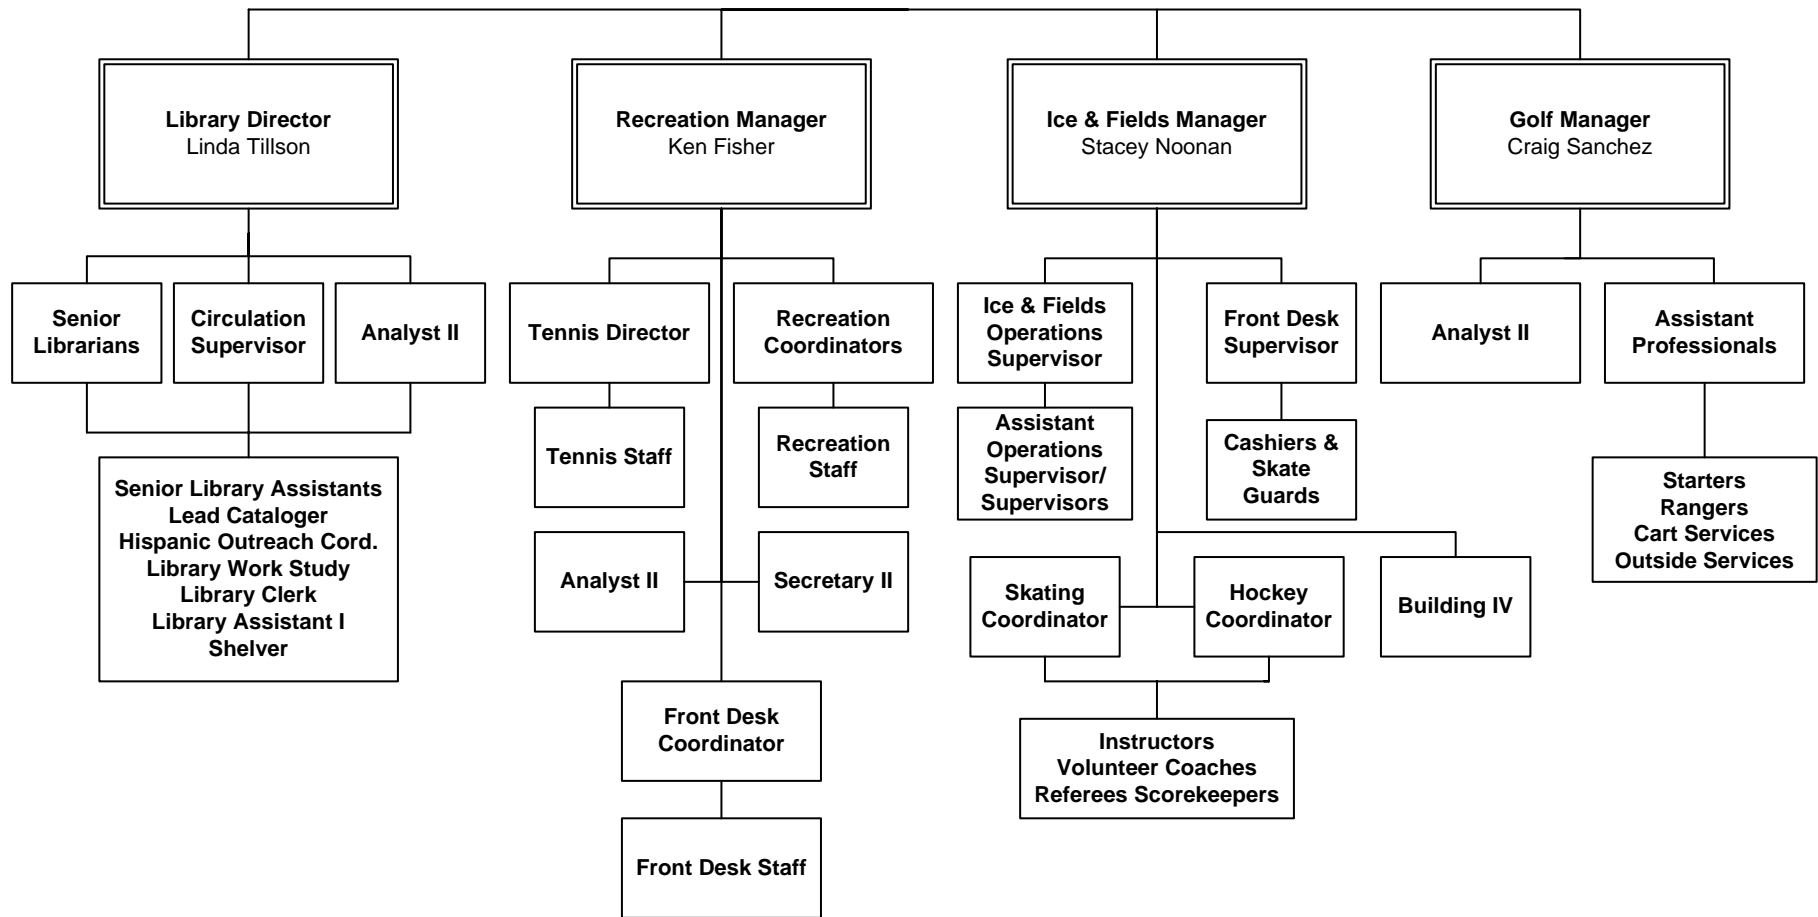 Library Director
Linda Tillson
Recreation Manager
Ken Fisher
Ice & Fields Manager
Stacey Noonan
Golf Manager
Craig Sanchez
Senior
Librarians
Circulation
Supervisor
Analyst II
Tennis Director
Recreation
Coordinators
Ice & Fields
Operations
Supervisor
Front Desk
Supervisor
Analyst II
Assistant
Professionals
Tennis Staff
Recreation
Staff
Assistant
Operations
Supervisor/
Supervisors
Cashiers &
Skate
Guards
Senior Library Assistants
Lead Cataloger
Hispanic Outreach Cord.
Library Work Study
Library Clerk
Library Assistant I
Shelver
Starters
Rangers
Cart Services
Outside Services
Analyst II
Secretary II
Skating
Coordinator
Hockey
Coordinator
Building IV
Front Desk
Coordinator
Instructors
Volunteer Coaches
Referees Scorekeepers
Front Desk Staff